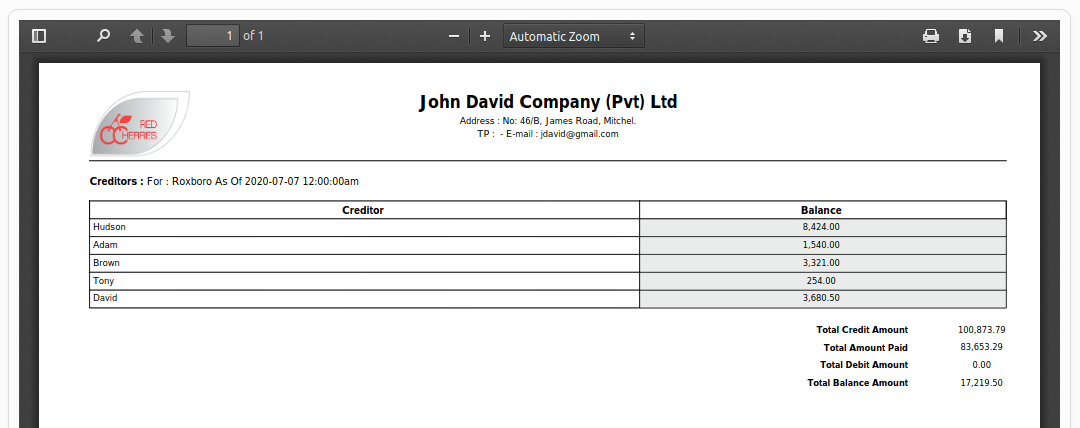 1 of 1 Automatic Zoom
John David Company (Pvt) Ltd
Address : No: 46/B, James Road, Mitchel.
TP : - E-mail : jdavid@gmail.com
RED
CHERRIES
Creditors : For : Roxboro As Of 2020-07-07 12:00:00am
Creditor Balance
Hudson 8,424.00
Adam 1,540.00
Brown 3,321.00
Tony 254.00
David 3,680.50
Total Credit Amount 100,873.79
Total Amount Paid 83,653.29
Total Debit Amount 0.00
Total Balance Amount 17,219.50